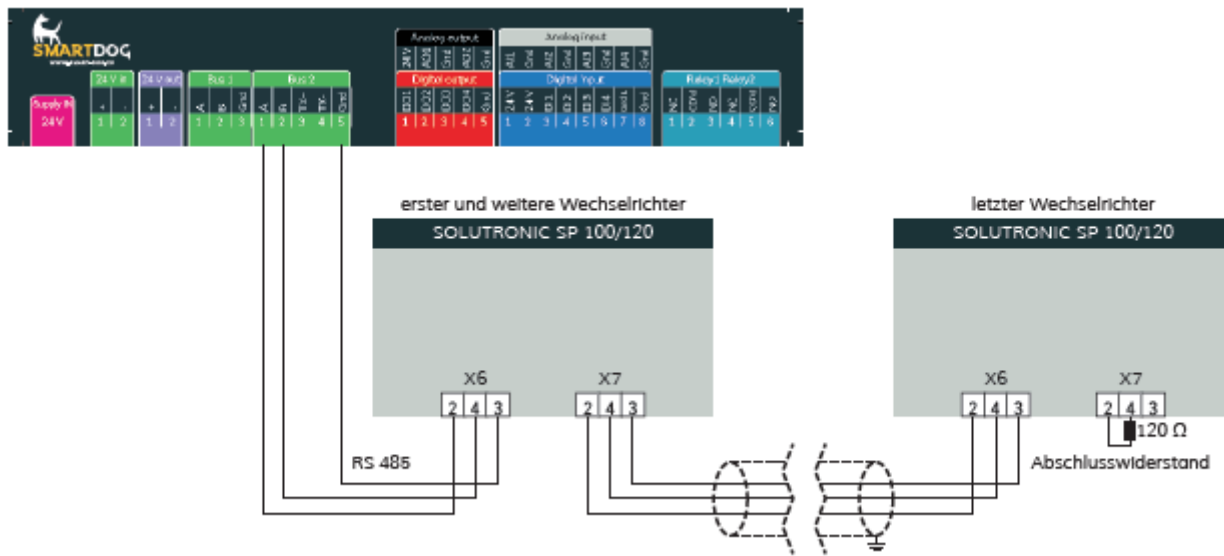 SMARTDOG
Analog output
Analog input
24V AO1 Gnd AO2 Gnd
AI1 Gnd AI2 Gnd AI3 Gnd AI4 Gnd
24 V in
24 V out
Bus 1
Bus 2
Digital output
Digital input
Relay1 Relay2
Supply IN
24 V
+ -
+ -
A B Gnd
A B TX+ TX- Gnd
DO1 DO2 DO3 DO4 Gnd
24 V 24 V DI1 DI2 DI3 DI4 Gnd
NC COM NO NC COM NO
1 2
1 2
1 2 3
1 2 3 4 5
1 2 3 4 5
1 2 3 4 5 6 7 8
1 2 3 4 5 6
erster und weitere Wechselrichter
letzter Wechselrichter
SOLUTRONIC SP 100/120
SOLUTRONIC SP 100/120
X6
X7
X6
X7
2 4 3
2 4 3
2 4 3
2 4 3
120 Ω
RS 485
Abschlusswiderstand